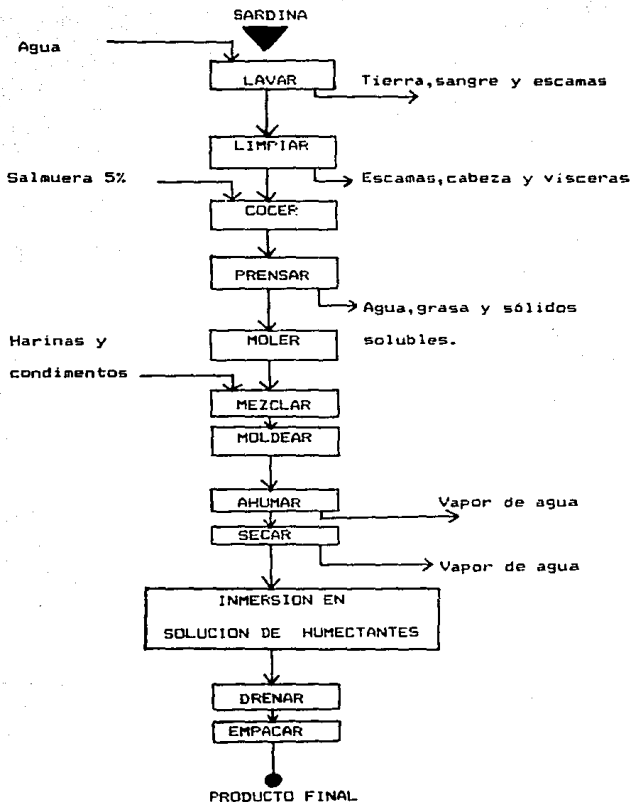 SARDINA
Agua
LAVAR
Tierra,sangre y escamas
LIMPIAR
Salmuera 5%
Escamas,cabeza y vísceras
COCER
PRENSAR
Agua,grasa y sólidos
solubles.
Harinas y
condimentos
MOLER
MEZCLAR
MOLDEAR
AHUMAR
Vapor de agua
SECAR
Vapor de agua
INMERSION EN
SOLUCION DE HUMECTANTES
DRENAR
EMPACAR
PRODUCTO FINAL